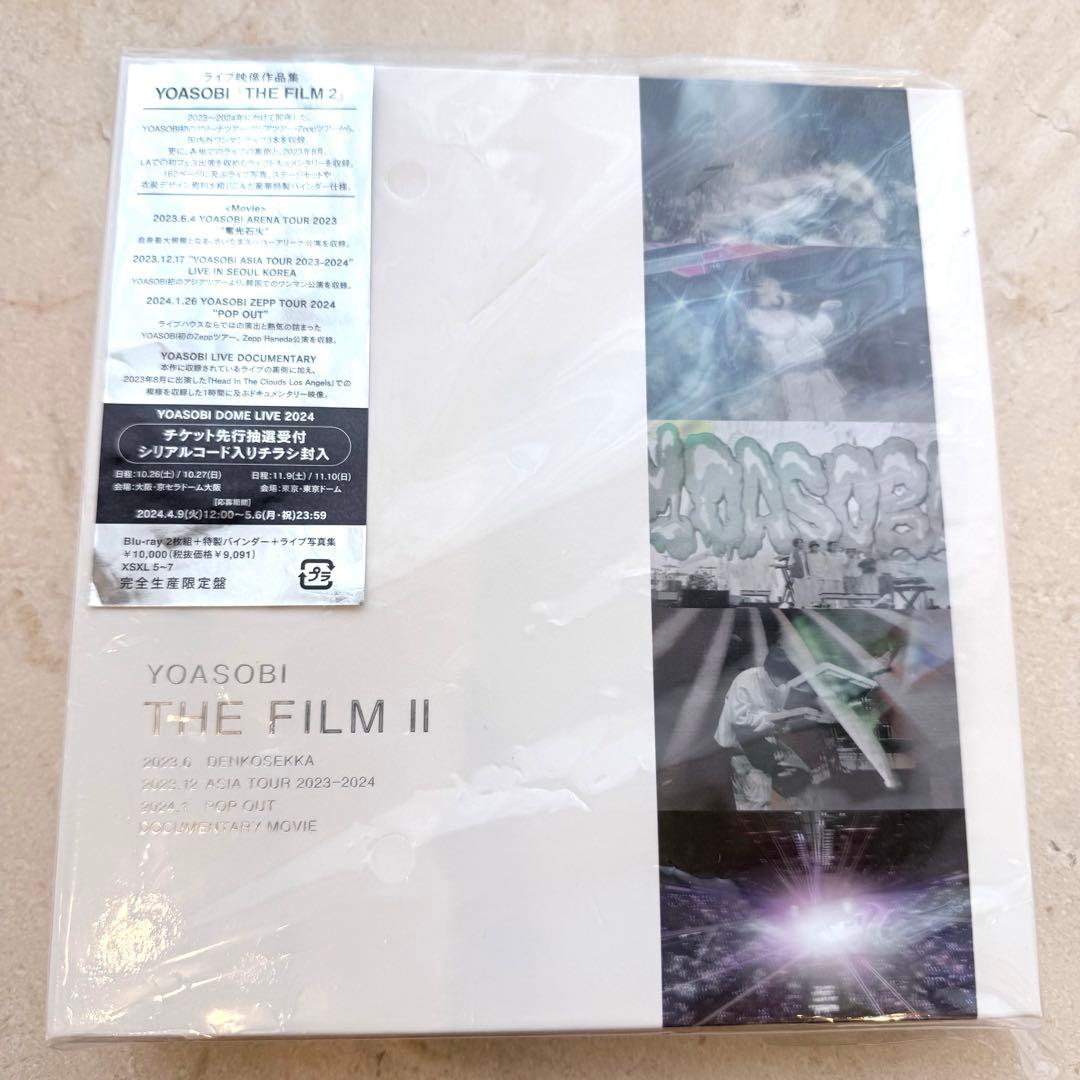 ライブ映像作品集
YOASOBI「THE FILM 2」
2023〜2024年にかけて開催した、
YOASOBI初のアリーナツアー・アジアツアー・Zeppツアーから、
国内外ワンマンライブ3本を収録。
更に、各地でのライブの裏側と、2023年8月、
LAでの初フェス出演を収めたライブドキュメンタリーを収録。
162ページに及ぶライブ写真、ステージセットや
衣装デザイン資料を綴じこんだ豪華特製バインダー仕様。
<Movie>
2023.6.4 YOASOBI ARENA TOUR 2023
"電光石火"
自身最大規模となる、さいたまスーパーアリーナ公演を収録。
2023.12.17 "YOASOBI ASIA TOUR 2023-2024"
LIVE IN SEOUL KOREA
YOASOBI初のアジアツアーより、韓国でのワンマン公演を収録。
2024.1.26 YOASOBI ZEPP TOUR 2024
"POP OUT"
ライブハウスならではの演出と熱気の詰まった
YOASOBI初のZeppツアー。Zepp Haneda公演を収録。
YOASOBI LIVE DOCUMENTARY
本作に収録されているライブの裏側に加え、
2023年8月に出演した『Head In The Clouds Los Angels』での
模様を収録した1時間に及ぶドキュメンタリー映像。
YOASOBI DOME LIVE 2024
チケット先行抽選受付
シリアルコード入りチラシ封入
日程:10.26(土)/10.27(日) 日程:11.9(土)/11.10(日)
会場:大阪・京セラドーム大阪 会場:東京・東京ドーム
[応募期間]
2024.4.9(火)12:00〜5.6(月・祝)23:59
Blu-ray 2枚組＋特製バインダー＋ライブ写真集
￥10,000(税抜価格￥9,091)
XSXL 5~7
完全生産限定盤
プラ
YOASOBI
YOASOBI
THE FILM II
2023.6 DENKOSEKKA
2023.12 ASIA TOUR 2023-2024
2024.1 POP OUT
DOCUMENTARY MOVIE